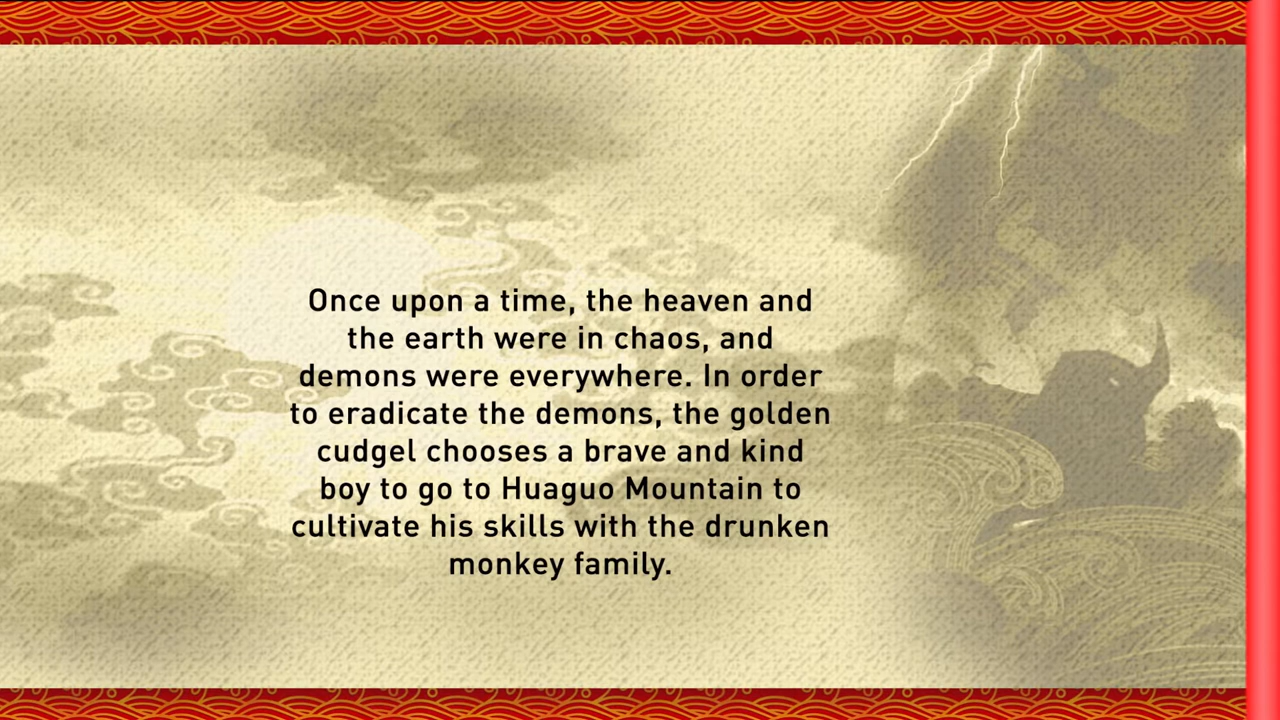 Once upon a time, the heaven and
the earth were in chaos, and
demons were everywhere. In order
to eradicate the demons, the golden
cudgel chooses a brave and kind
boy to go to Huaguo Mountain to
cultivate his skills with the drunken
monkey family.